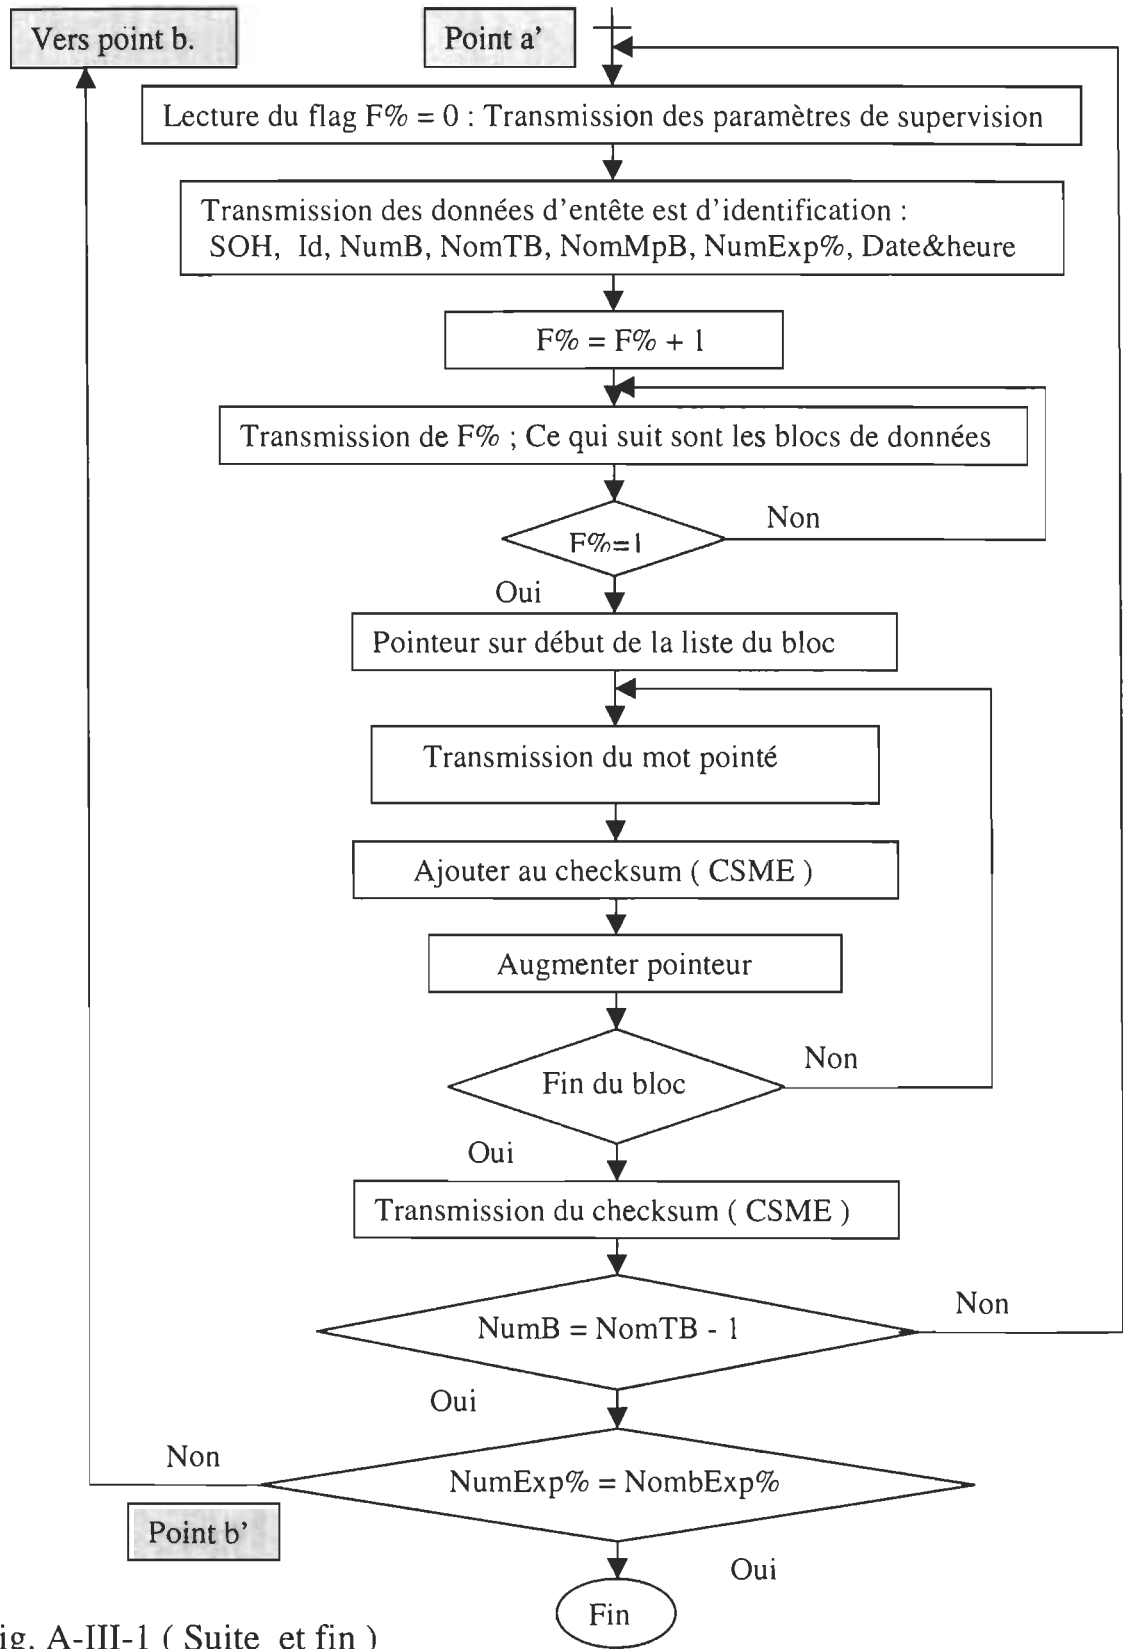 Vers point b.
Point a’
Lecture du flag F% = 0 : Transmission des paramètres de supervision
Transmission des données d’entête est d’identification :
SOH, Id, NumB, NomTB, NomMpB, NumExp%, Date&heure
F% = F% + 1
Transmission de F% ; Ce qui suit sont les blocs de données
F%=1
Non
Oui
Pointeur sur début de la liste du bloc
Transmission du mot pointé
Ajouter au checksum ( CSME )
Augmenter pointeur
Fin du bloc
Non
Oui
Transmission du checksum ( CSME )
NumB = NomTB - 1
Non
Oui
NumExp% = NombExp%
Non
Point b’
Oui
Fin
ig. A-III-1 ( Suite et fin )